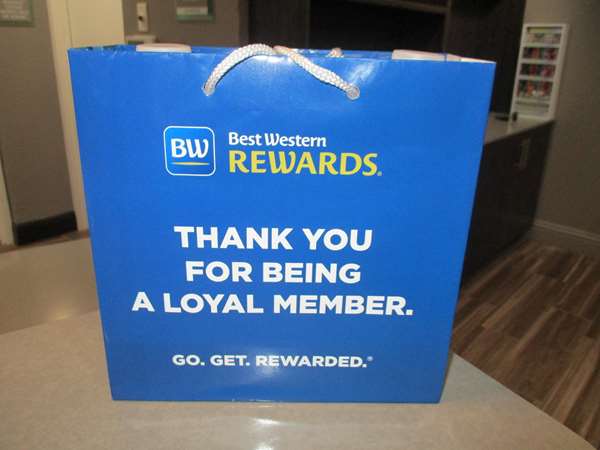 BW
Best Western
REWARDS.
THANK YOU
FOR BEING
A LOYAL MEMBER.
GO. GET. REWARDED.®